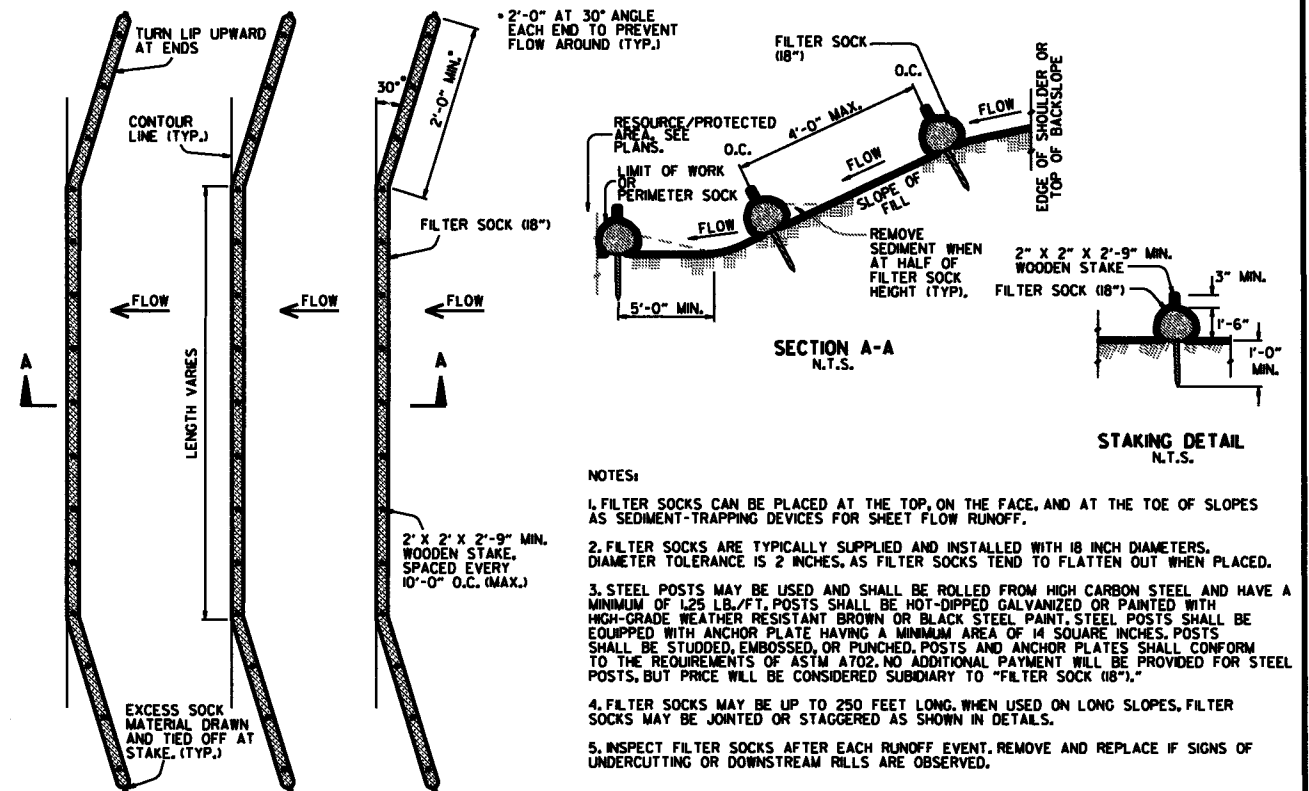 TURN LIP UPWARD
AT ENDS
• 2'-0" AT 30° ANGLE
EACH END TO PREVENT
FLOW AROUND (TYP.)
30°
2'-0" MIN.*
CONTOUR
LINE (TYP.)
FILTER SOCK (18")
FLOW
FLOW
FLOW
A
A
LENGTH VARIES
2' X 2' X 2'-9" MIN.
WOODEN STAKE.
SPACED EVERY
10'-0" O.C. (MAX.)
EXCESS SOCK
MATERIAL DRAWN
AND TIED OFF AT
STAKE. (TYP.)
FILTER SOCK
(18")
O.C.
4'-0" MAX.
O.C.
FLOW
FLOW
FLOW
SLOPE OF
FILL
EDGE OF SHOULDER OR
TOP OF BACKSLOPE
RESOURCE/PROTECTED
AREA. SEE
PLANS.
LIMIT OF WORK
OR
PERIMETER SOCK
REMOVE
SEDIMENT WHEN
AT HALF OF
FILTER SOCK
HEIGHT (TYP).
5'-0" MIN.
SECTION A-A
N.T.S.
2" X 2" X 2'-9" MIN.
WOODEN STAKE
FILTER SOCK (18")
3" MIN.
1'-6"
1'-0"
MIN.
STAKING DETAIL
N.T.S.
NOTES:
1. FILTER SOCKS CAN BE PLACED AT THE TOP, ON THE FACE, AND AT THE TOE OF SLOPES
AS SEDIMENT-TRAPPING DEVICES FOR SHEET FLOW RUNOFF.
2. FILTER SOCKS ARE TYPICALLY SUPPLIED AND INSTALLED WITH 18 INCH DIAMETERS.
DIAMETER TOLERANCE IS 2 INCHES, AS FILTER SOCKS TEND TO FLATTEN OUT WHEN PLACED.
3. STEEL POSTS MAY BE USED AND SHALL BE ROLLED FROM HIGH CARBON STEEL AND HAVE A
MINIMUM OF 1.25 LB./FT. POSTS SHALL BE HOT-DIPPED GALVANIZED OR PAINTED WITH
HIGH-GRADE WEATHER RESISTANT BROWN OR BLACK STEEL PAINT. STEEL POSTS SHALL BE
EQUIPPED WITH ANCHOR PLATE HAVING A MINIMUM AREA OF 14 SQUARE INCHES. POSTS
SHALL BE STUDDED, EMBOSSED, OR PUNCHED. POSTS AND ANCHOR PLATES SHALL CONFORM
TO THE REQUIREMENTS OF ASTM A702. NO ADDITIONAL PAYMENT WILL BE PROVIDED FOR STEEL
POSTS, BUT PRICE WILL BE CONSIDERED SUBIDIARY TO "FILTER SOCK (18")."
4. FILTER SOCKS MAY BE UP TO 250 FEET LONG. WHEN USED ON LONG SLOPES, FILTER
SOCKS MAY BE JOINTED OR STAGGERED AS SHOWN IN DETAILS.
5. INSPECT FILTER SOCKS AFTER EACH RUNOFF EVENT. REMOVE AND REPLACE IF SIGNS OF
UNDERCUTTING OR DOWNSTREAM RILLS ARE OBSERVED.